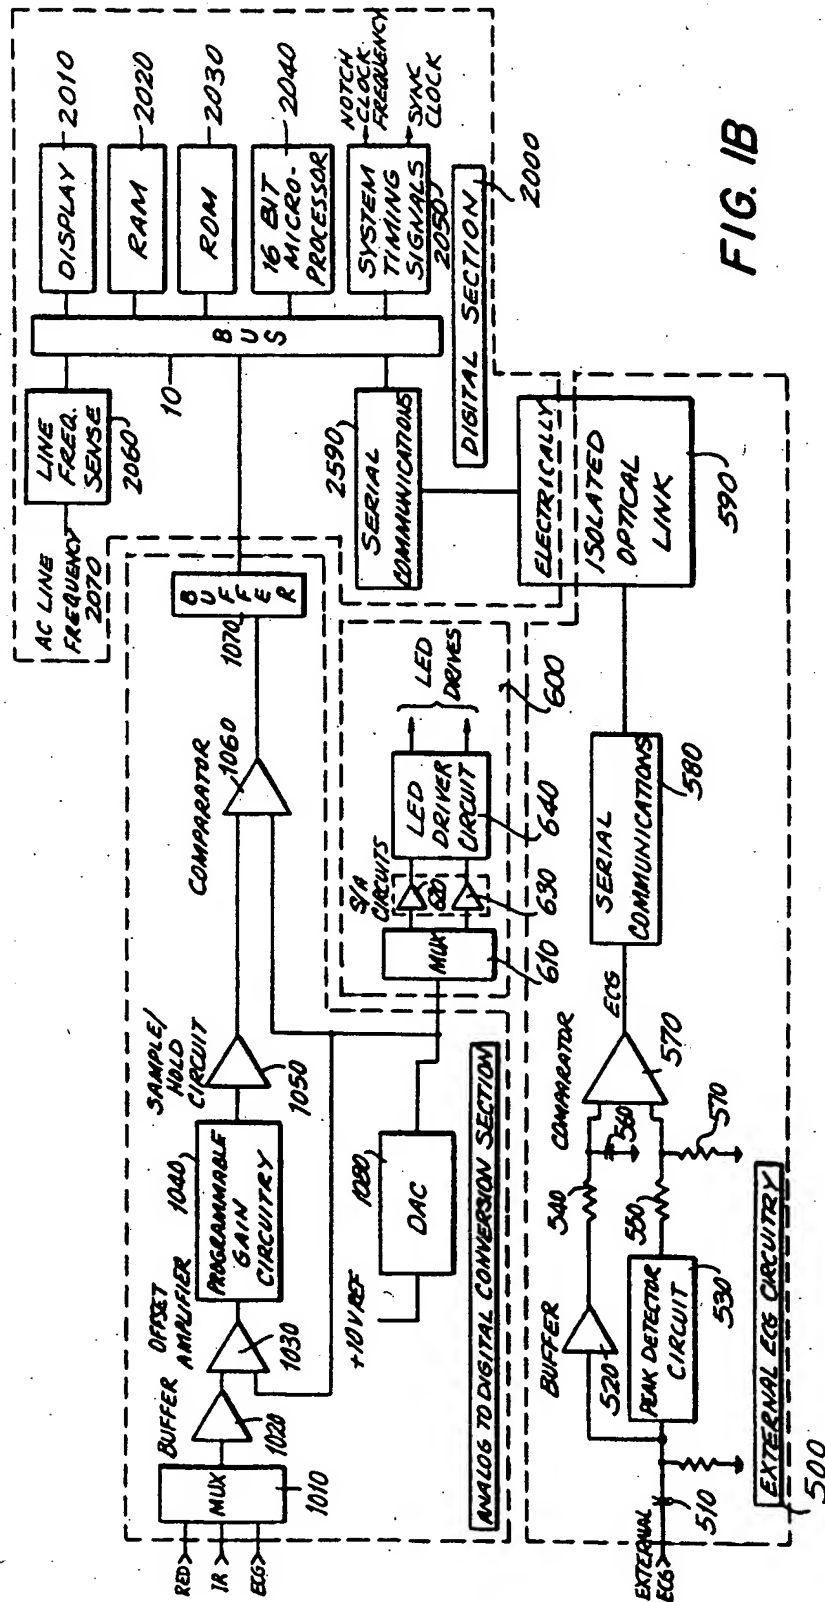 AC LINE
FREQUENCY
2070
LINE
FREQ.
SENSE
2060
10
BUS
DISPLAY
2010
RAM
2020
ROM
2030
16 BIT
MICRO-
PROCESSOR
2040
SYSTEM
TIMING
SIGNALS
2050
NOTCH
CLOCK
FREQUENCY
SYNC
CLOCK
DIGITAL SECTION
2000
SERIAL
COMMUNICATIONS
2590
RED
IR
ECG
MUX
1010
BUFFER
1020
OFFSET
AMPLIFIER
1030
PROGRAMMABLE
GAIN
CIRCUITRY
1040
SAMPLE/
HOLD
CIRCUIT
1050
COMPARATOR
1060
BUFFER
1070
+10V REF
DAC
1080
ANALOG TO DIGITAL CONVERSION SECTION
MUX
610
S/A
CIRCUITS
620
630
LED
DRIVER
CIRCUIT
640
LED
DRIVES
600
ELECTRICALLY
ISOLATED
OPTICAL
LINK
590
EXTERNAL
ECG
510
BUFFER
520
PEAK DETECTOR
CIRCUIT
530
540
550
560
570
COMPARATOR
570
ECG
SERIAL
COMMUNICATIONS
580
EXTERNAL ECG CIRCUITRY
500
FIG. 1B